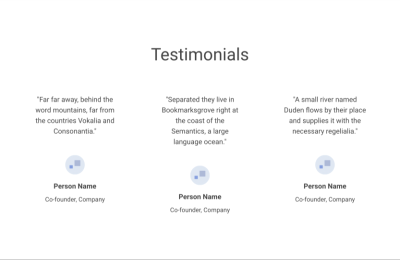 Testimonials
"Far far away, behind the
word mountains, far from
the countries Vokalia and
Consonantia."
Person Name
Co-founder, Company
"Separated they live in
Bookmarksgrove right at
the coast of the
Semantics, a large
language ocean."
Person Name
Co-founder, Company
"A small river named
Duden flows by their place
and supplies it with the
necessary regelialia."
Person Name
Co-founder, Company